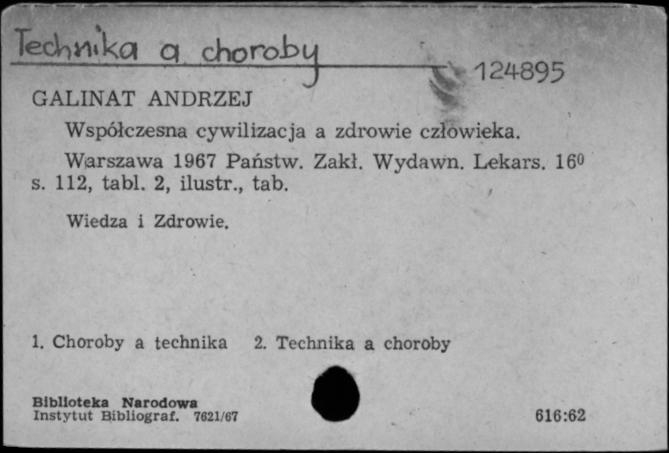 Technika a choroby
124895
GALINAT ANDRZEJ
Współczesna cywilizacja a zdrowie człowieka.
Warszawa 1967 Państw. Zakł. Wydawn. Lekars. 16⁰
s. 112, tabl. 2, ilustr., tab.
Wiedza i Zdrowie.
1. Choroby a technika 2. Technika a choroby
Biblioteka Narodowa
Instytut Bibliograf. 7621/67
616:62